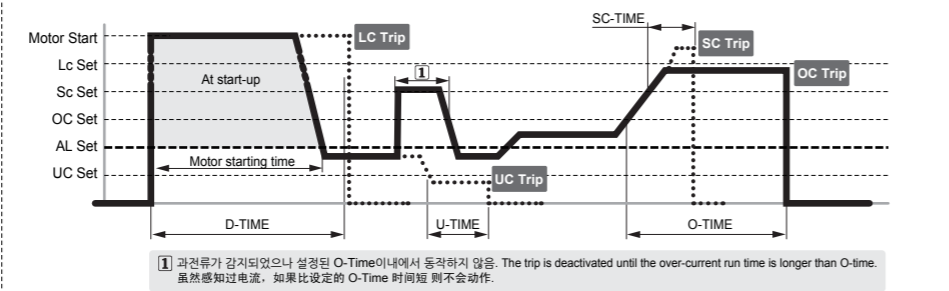 SC-TIME
Motor Start
LC Trip
SC Trip
Lc Set
1
OC Trip
At start-up
Sc Set
OC Set
AL Set
Motor starting time
UC Set
UC Trip
D-TIME
U-TIME
O-TIME
1 과전류가 감지되었으나 설정된 O-Time이내에서 동작하지 않음. The trip is deactivated until the over-current run time is longer than O-time.
虽然感知过电流，如果比设定的 O-Time 时间短 则不会动作.